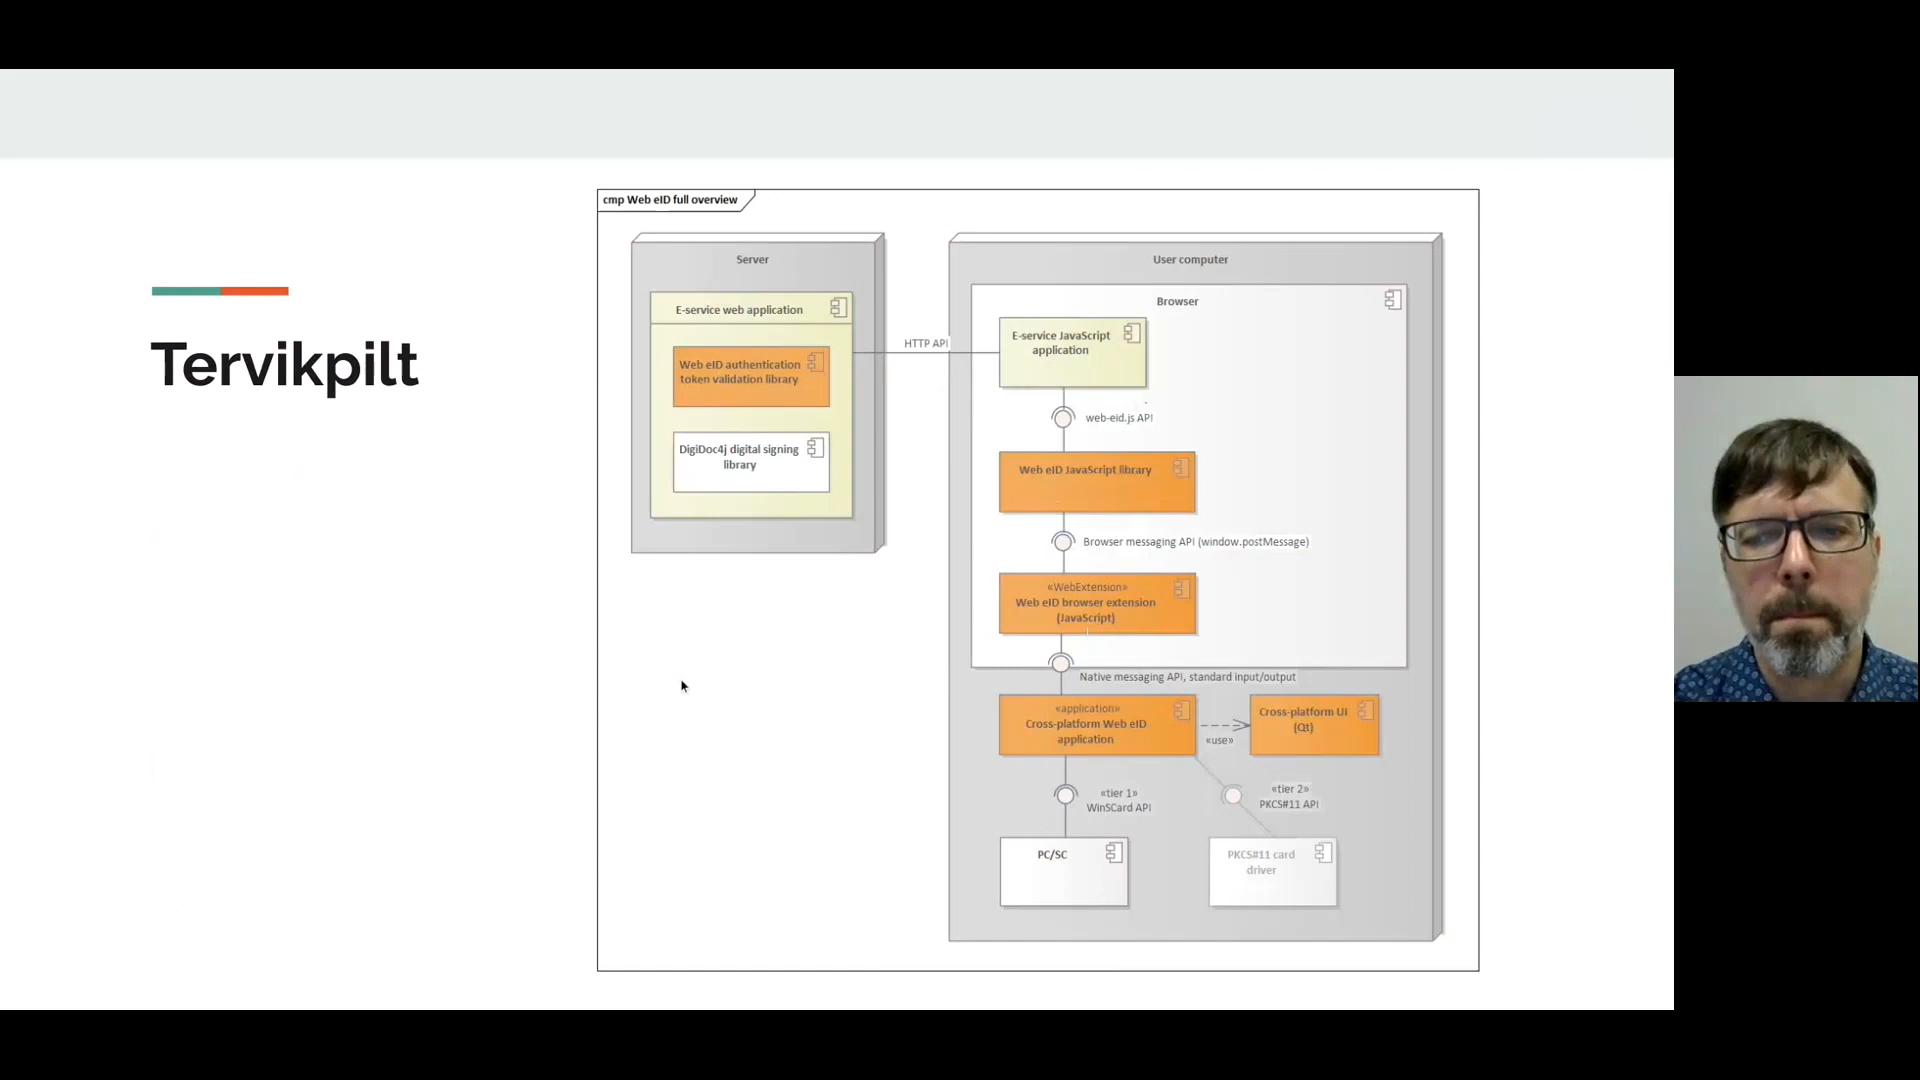 Tervikpilt
cmp Web eID full overview
Server
E-service web application
Web eID authentication
token validation library
DigiDoc4j digital signing
library
HTTP API
User computer
Browser
E-service JavaScript
application
web-eid.js API
Web eID JavaScript library
Browser messaging API (window.postMessage)
«WebExtension»
Web eID browser extension
(JavaScript)
Native messaging API, standard input/output
«application»
Cross-platform Web eID
application
«use»
Cross-platform UI
(Qt)
«tier 1»
WinSCard API
«tier 2»
PKCS#11 API
PC/SC
PKCS#11 card
driver